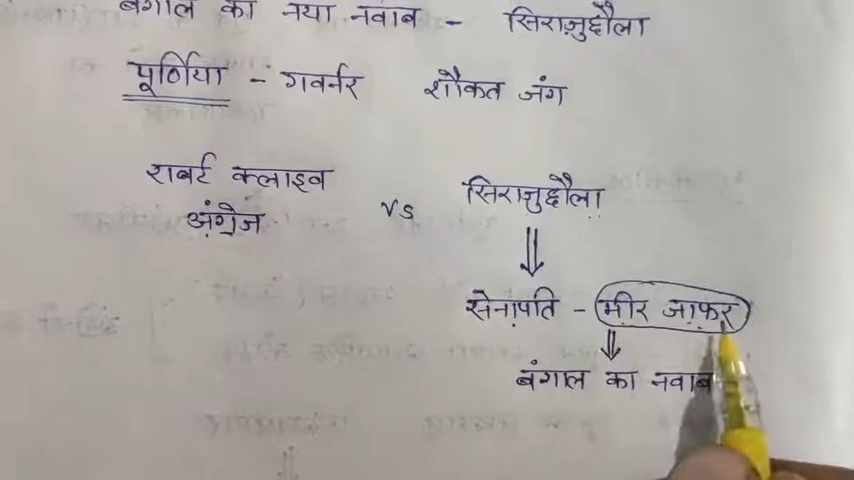 बंगाल का नया नवाब - सिराजुद्दौला
पूर्णिया - गवर्नर शौकत जंग
राबर्ट क्लाइव
अंग्रेज vs सिराजुद्दौला
सेनापति - मीर जाफर
बंगाल का नवाब